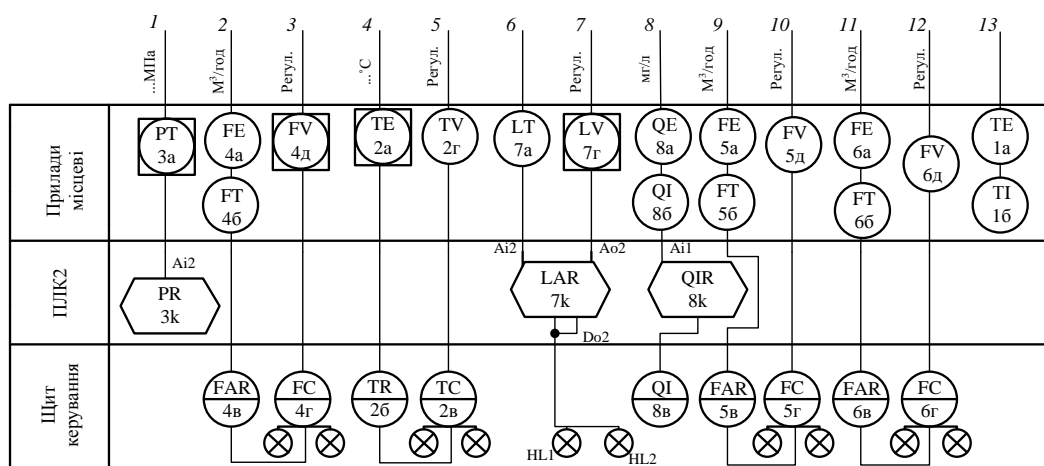 1 2 3 4 5 6 7 8 9 10 11 12 13
...МПа М³/год Регул. ...°С Регул. Регул. мг/л М³/год Регул. М³/год Регул.
Прилади
місцеві
PT
3а
FE
4а
FT
4б
FV
4д
TE
2а
TV
2г
LT
7а
LV
7г
QE
8а
QI
8б
FE
5а
FT
5б
FV
5д
FE
6а
FT
6б
FV
6д
TE
1а
TI
1б
ПЛК2
Ai2
PR
3k
Ai2
Ao2
LAR
7k
Do2
Ai1
QIR
8k
Щит
керування
FAR
4в
FC
4г
TR
2б
TC
2в
HL1
HL2
QI
8в
FAR
5в
FC
5г
FAR
6в
FC
6г